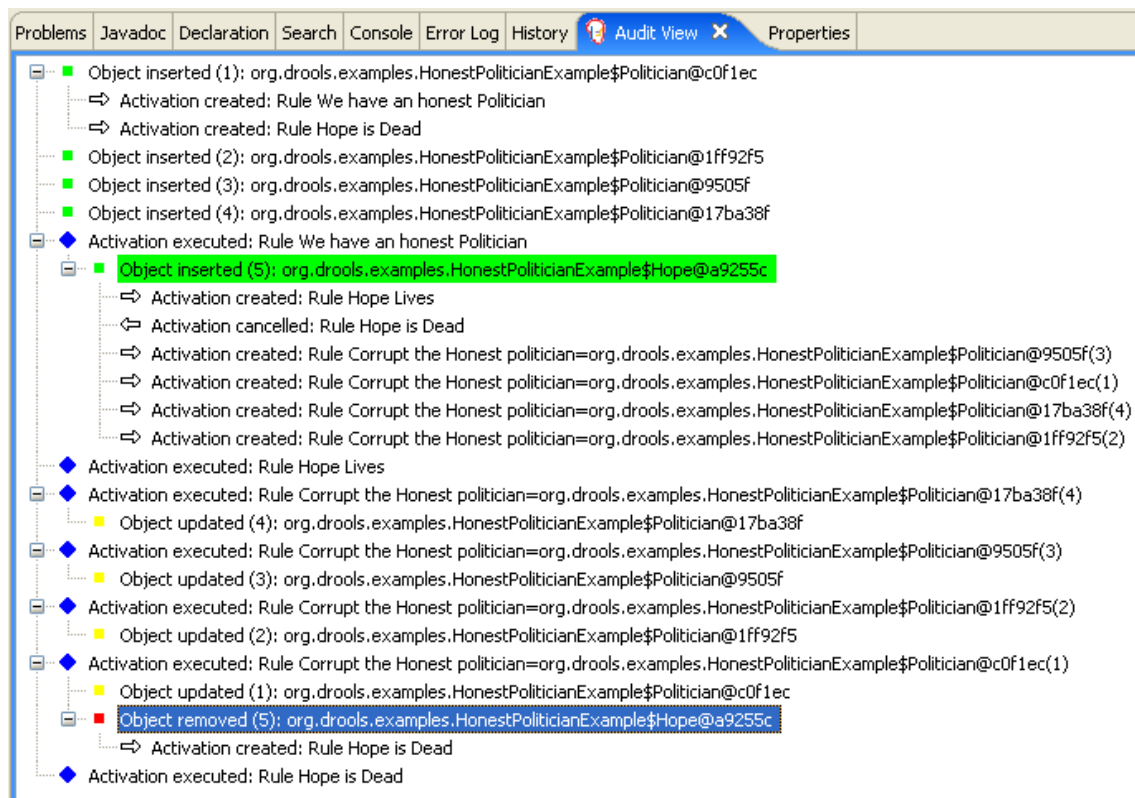 Problems Javadoc Declaration Search Console Error Log History Audit View Properties
Object inserted (1): org.drools.examples.HonestPoliticianExample$Politician@c0f1ec
Activation created: Rule We have an honest Politician
Activation created: Rule Hope is Dead
Object inserted (2): org.drools.examples.HonestPoliticianExample$Politician@1ff92f5
Object inserted (3): org.drools.examples.HonestPoliticianExample$Politician@9505f
Object inserted (4): org.drools.examples.HonestPoliticianExample$Politician@17ba38f
Activation executed: Rule We have an honest Politician
Object inserted (5): org.drools.examples.HonestPoliticianExample$Hope@a9255c
Activation created: Rule Hope Lives
Activation cancelled: Rule Hope is Dead
Activation created: Rule Corrupt the Honest politician=org.drools.examples.HonestPoliticianExample$Politician@9505f(3)
Activation created: Rule Corrupt the Honest politician=org.drools.examples.HonestPoliticianExample$Politician@c0f1ec(1)
Activation created: Rule Corrupt the Honest politician=org.drools.examples.HonestPoliticianExample$Politician@17ba38f(4)
Activation created: Rule Corrupt the Honest politician=org.drools.examples.HonestPoliticianExample$Politician@1ff92f5(2)
Activation executed: Rule Hope Lives
Activation executed: Rule Corrupt the Honest politician=org.drools.examples.HonestPoliticianExample$Politician@17ba38f(4)
Object updated (4): org.drools.examples.HonestPoliticianExample$Politician@17ba38f
Activation executed: Rule Corrupt the Honest politician=org.drools.examples.HonestPoliticianExample$Politician@9505f(3)
Object updated (3): org.drools.examples.HonestPoliticianExample$Politician@9505f
Activation executed: Rule Corrupt the Honest politician=org.drools.examples.HonestPoliticianExample$Politician@1ff92f5(2)
Object updated (2): org.drools.examples.HonestPoliticianExample$Politician@1ff92f5
Activation executed: Rule Corrupt the Honest politician=org.drools.examples.HonestPoliticianExample$Politician@c0f1ec(1)
Object updated (1): org.drools.examples.HonestPoliticianExample$Politician@c0f1ec
Object removed (5): org.drools.examples.HonestPoliticianExample$Hope@a9255c
Activation created: Rule Hope is Dead
Activation executed: Rule Hope is Dead